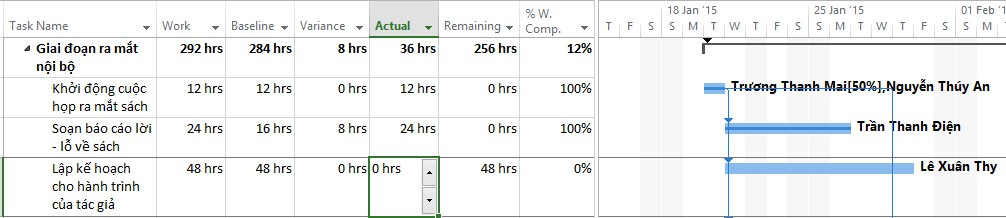 Task Name Work Baseline Variance Actual Remaining % W. Comp.
18 Jan '15 25 Jan '15 01 Feb '1
T F S S M T W T F S S M T W T F S S M T
Giai đoạn ra mắt nội bộ 292 hrs 284 hrs 8 hrs 36 hrs 256 hrs 12%
Khởi động cuộc họp ra mắt sách 12 hrs 12 hrs 0 hrs 12 hrs 0 hrs 100%
Trương Thanh Mai[50%],Nguyễn Thúy An
Soạn báo cáo lời - lỗ về sách 24 hrs 16 hrs 8 hrs 24 hrs 0 hrs 100%
Trần Thanh Điện
Lập kế hoạch cho hành trình của tác giả 48 hrs 48 hrs 0 hrs 0 hrs 48 hrs 0%
Lê Xuân Thy